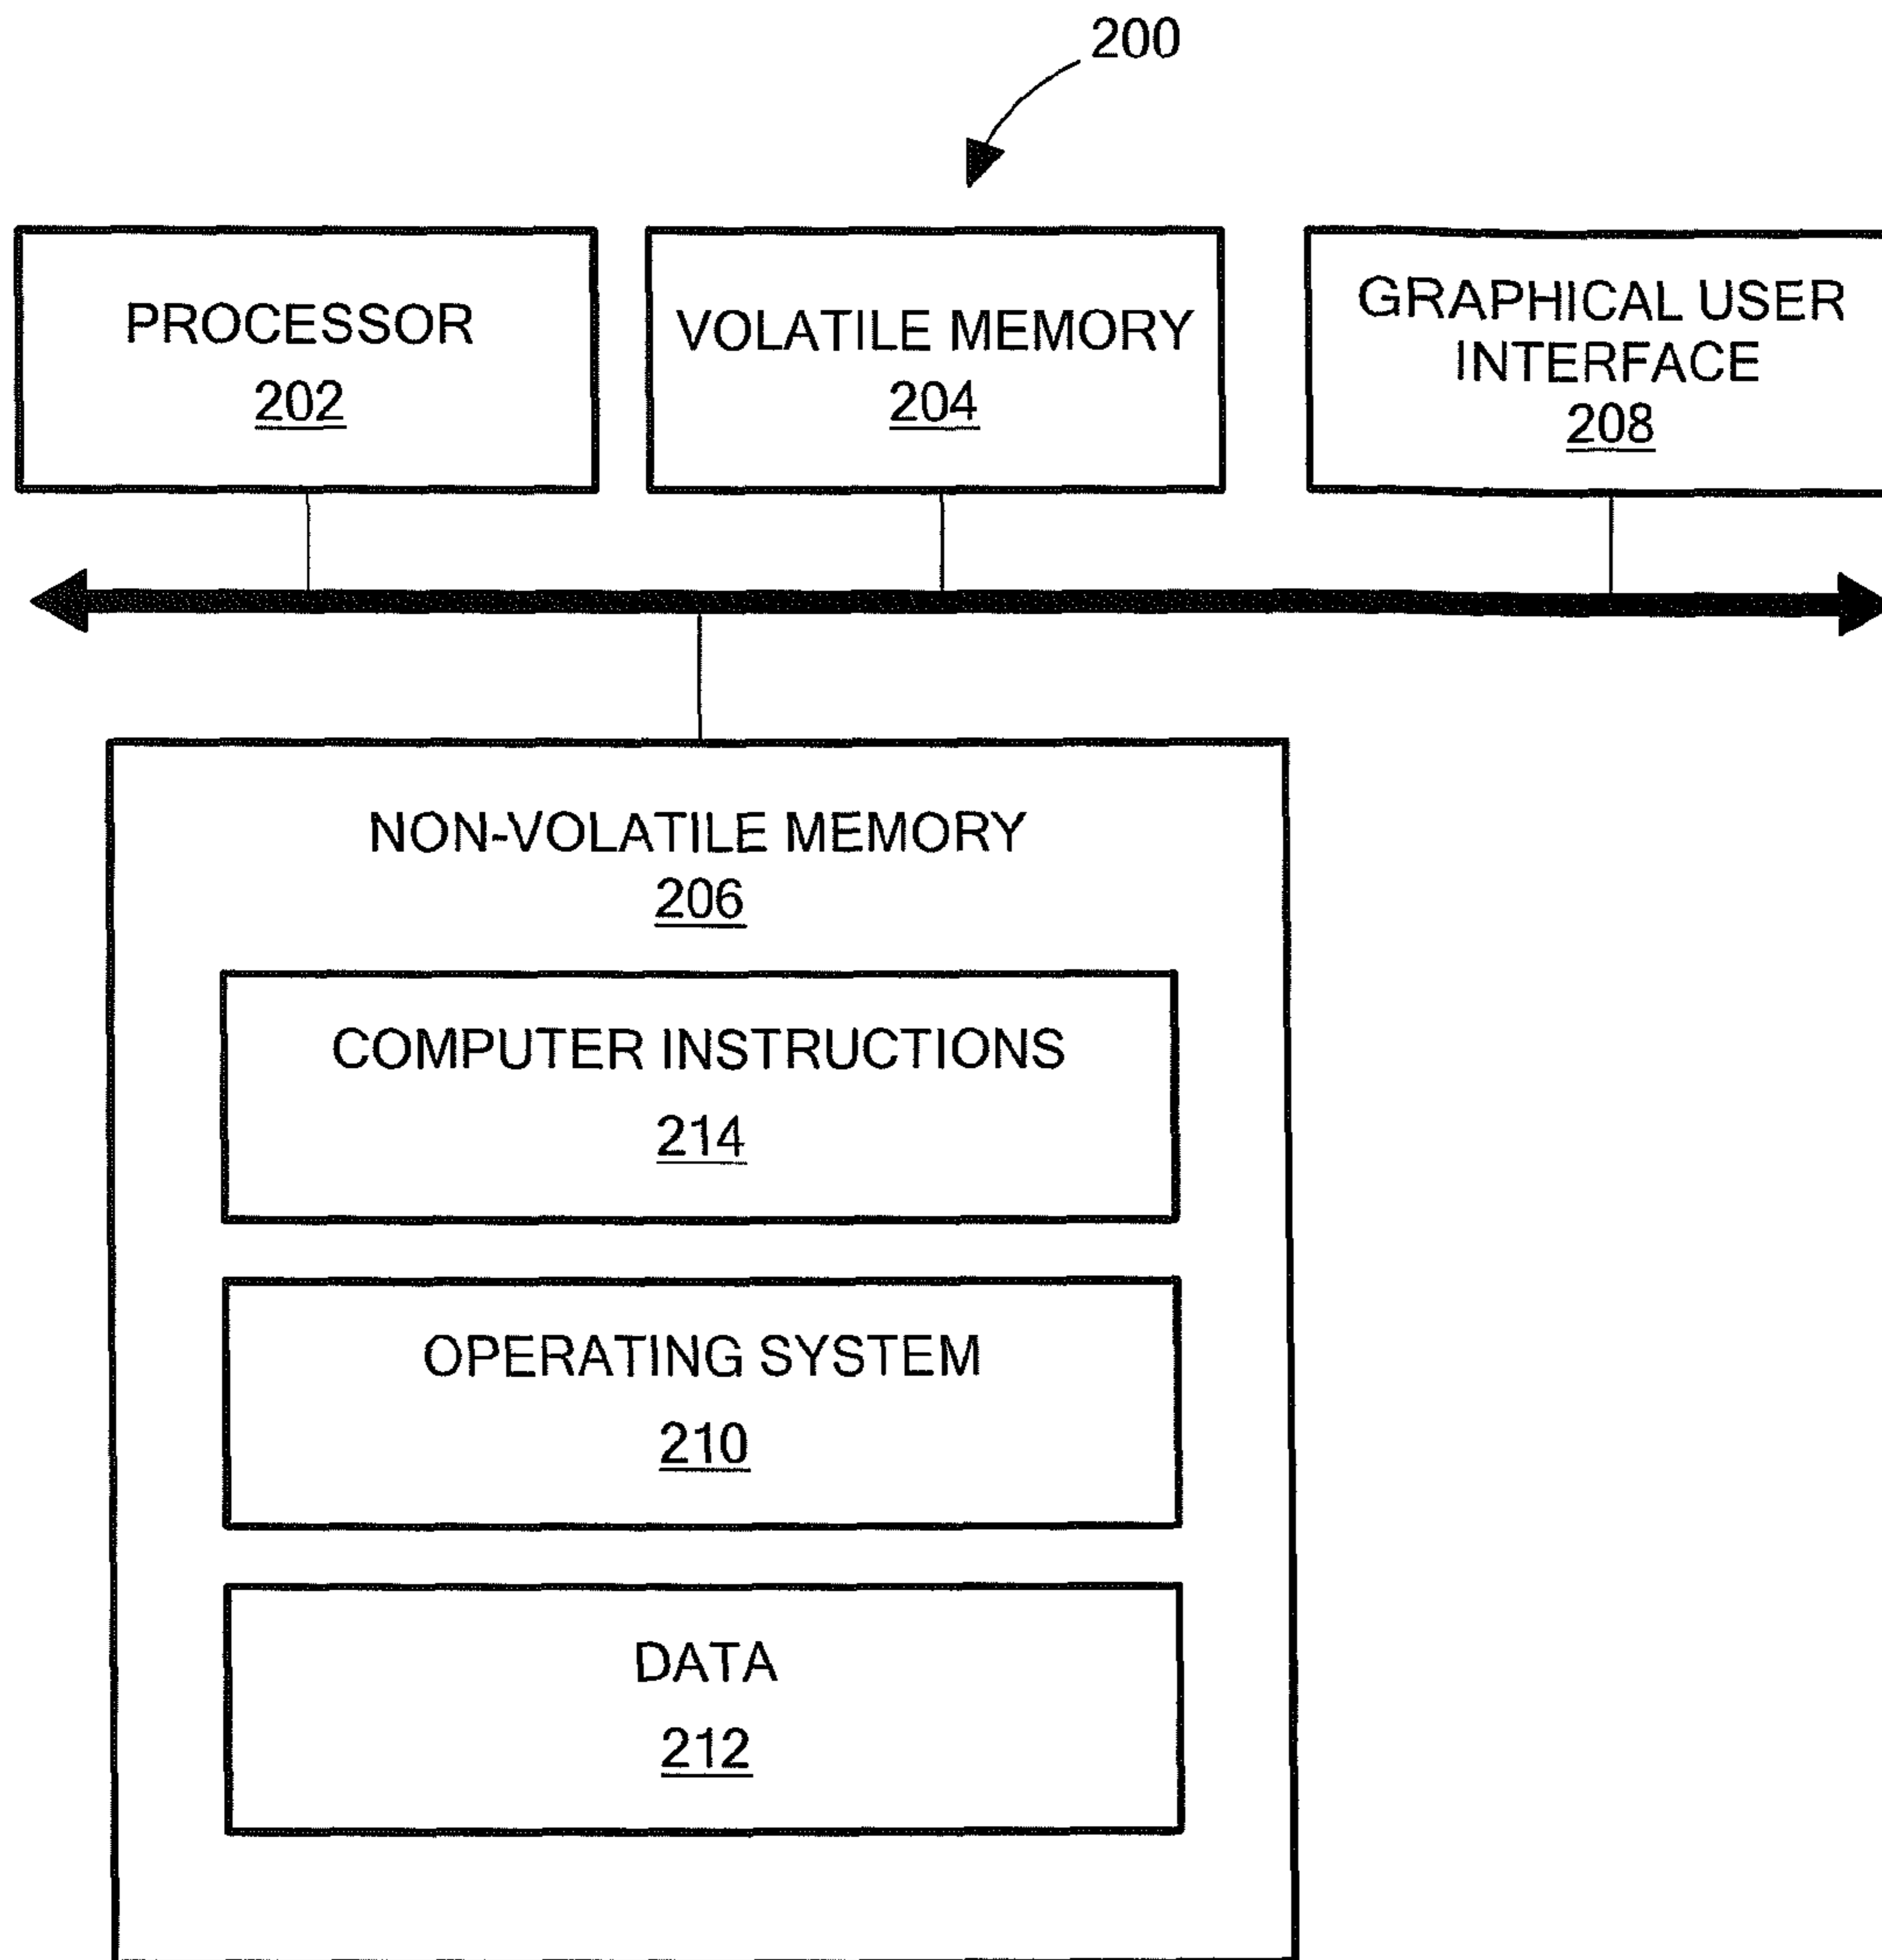 200
PROCESSOR
202
VOLATILE MEMORY
204
GRAPHICAL USER
INTERFACE
208
NON-VOLATILE MEMORY
206
COMPUTER INSTRUCTIONS
214
OPERATING SYSTEM
210
DATA
212